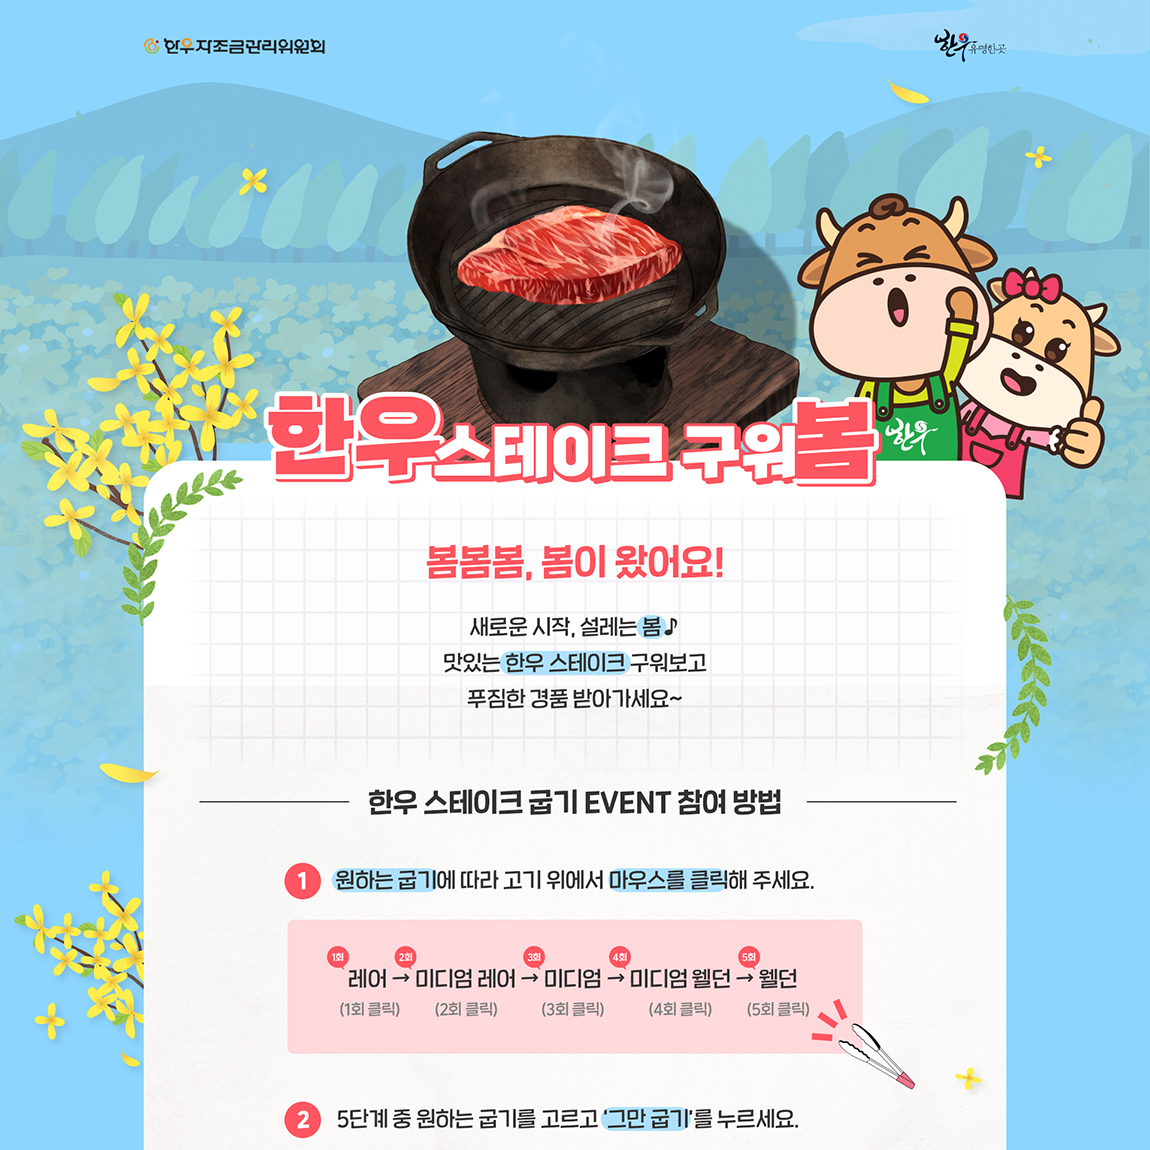 한우자조금관리위원회
한우 유명한곳
한우
한우스테이크 구워봄
봄봄봄, 봄이 왔어요!
새로운 시작, 설레는 봄♪
맛있는 한우 스테이크 구워보고
푸짐한 경품 받아가세요~
한우 스테이크 굽기 EVENT 참여 방법
1 원하는 굽기에 따라 고기 위에서 마우스를 클릭해 주세요.
1회 2회 3회 4회 5회
레어 → 미디엄 레어 → 미디엄 → 미디엄 웰던 → 웰던
(1회 클릭) (2회 클릭) (3회 클릭) (4회 클릭) (5회 클릭)
2 5단계 중 원하는 굽기를 고르고 '그만 굽기'를 누르세요.